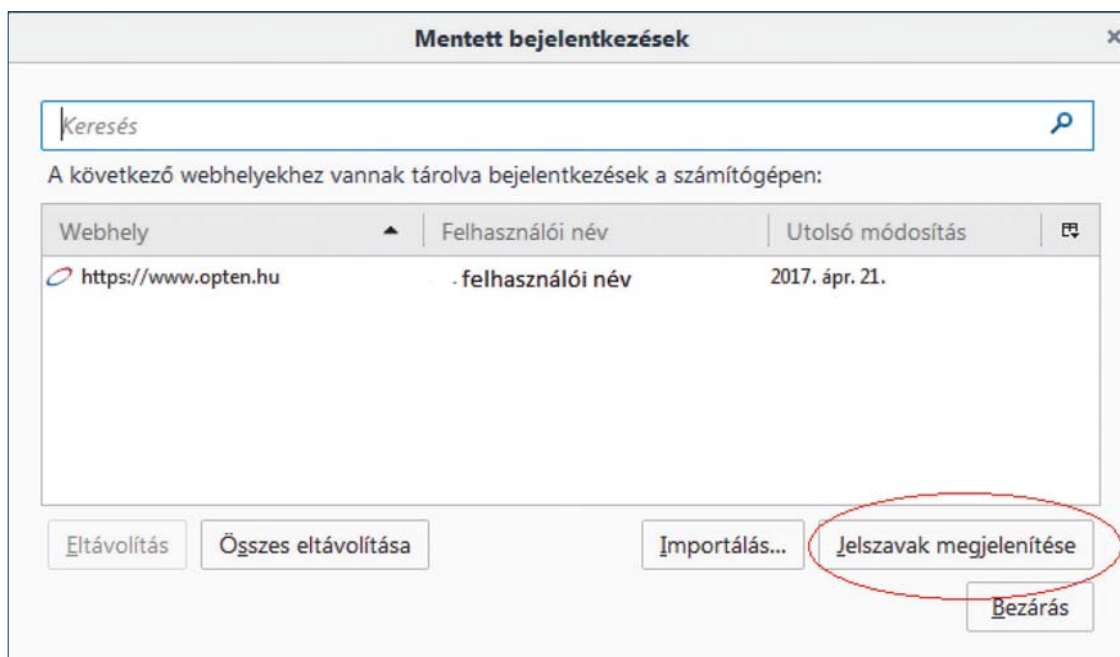 Mentett bejelentkezések
Keresés
A következő webhelyekhez vannak tárolva bejelentkezések a számítógépen:
Webhely Felhasználói név Utolsó módosítás
https://www.opten.hu felhasználói név 2017. ápr. 21.
Eltávolítás Összes eltávolítása Importálás... Jelszavak megjelenítése
Bezárás